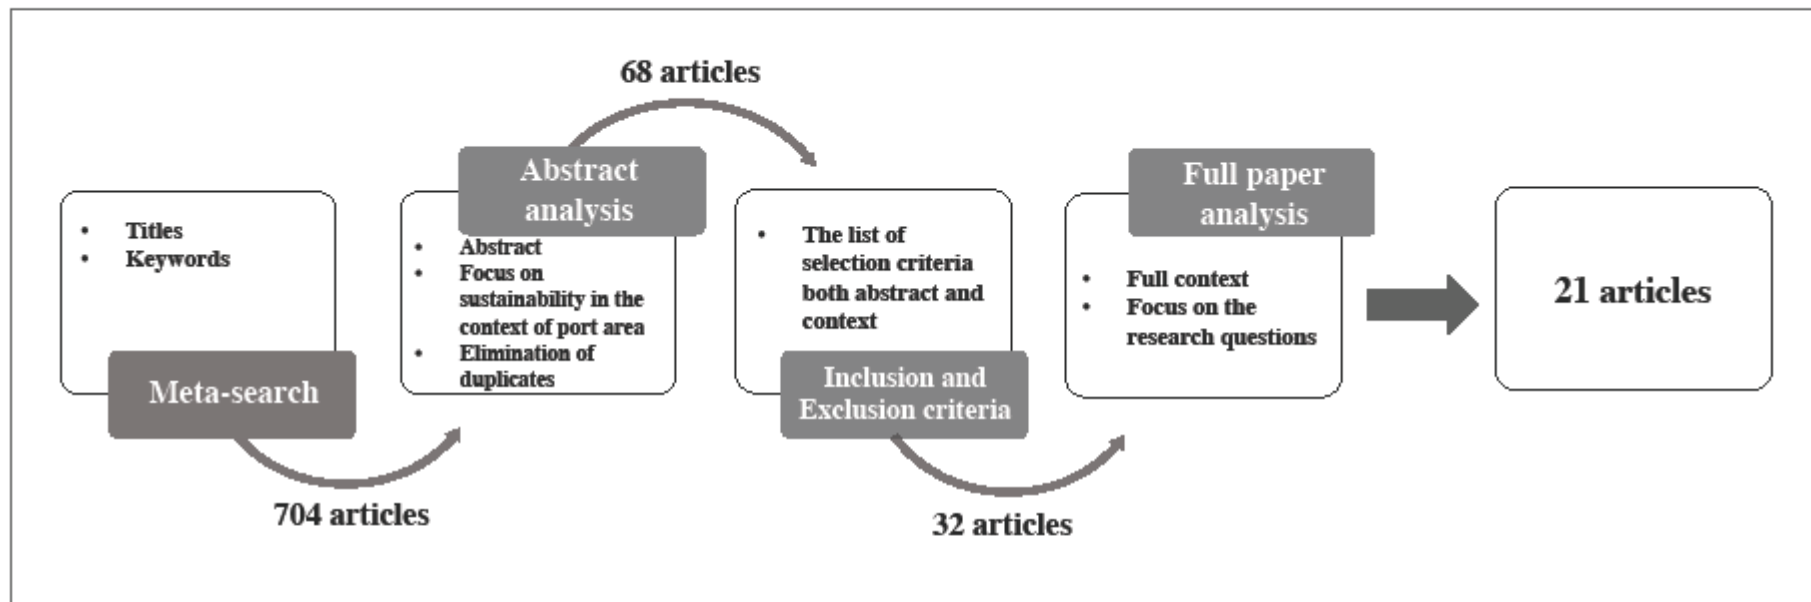 • Titles
• Keywords
Meta-search
704 articles
Abstract
analysis
• Abstract
• Focus on
sustainability in the
context of port area
• Elimination of
duplicates
68 articles
• The list of
selection criteria
both abstract and
context
Inclusion and
Exclusion criteria
32 articles
Full paper
analysis
• Full context
• Focus on the
research questions
21 articles